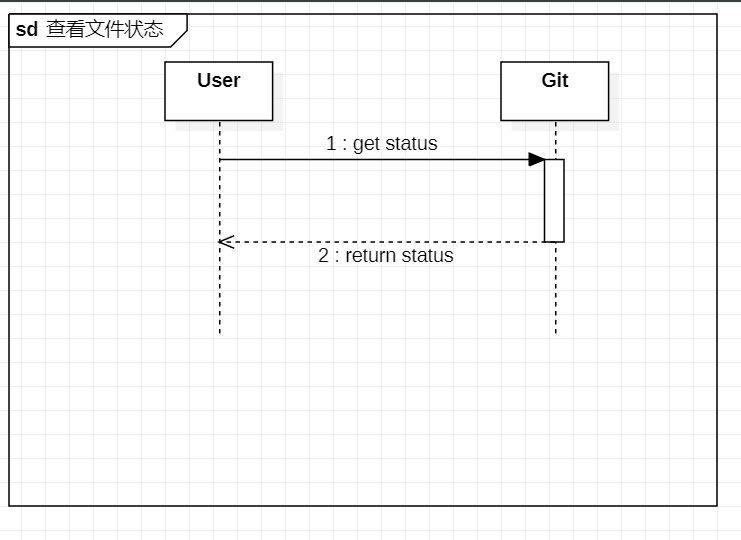 sd 查看文件状态
User
Git
1 : get status
2 : return status